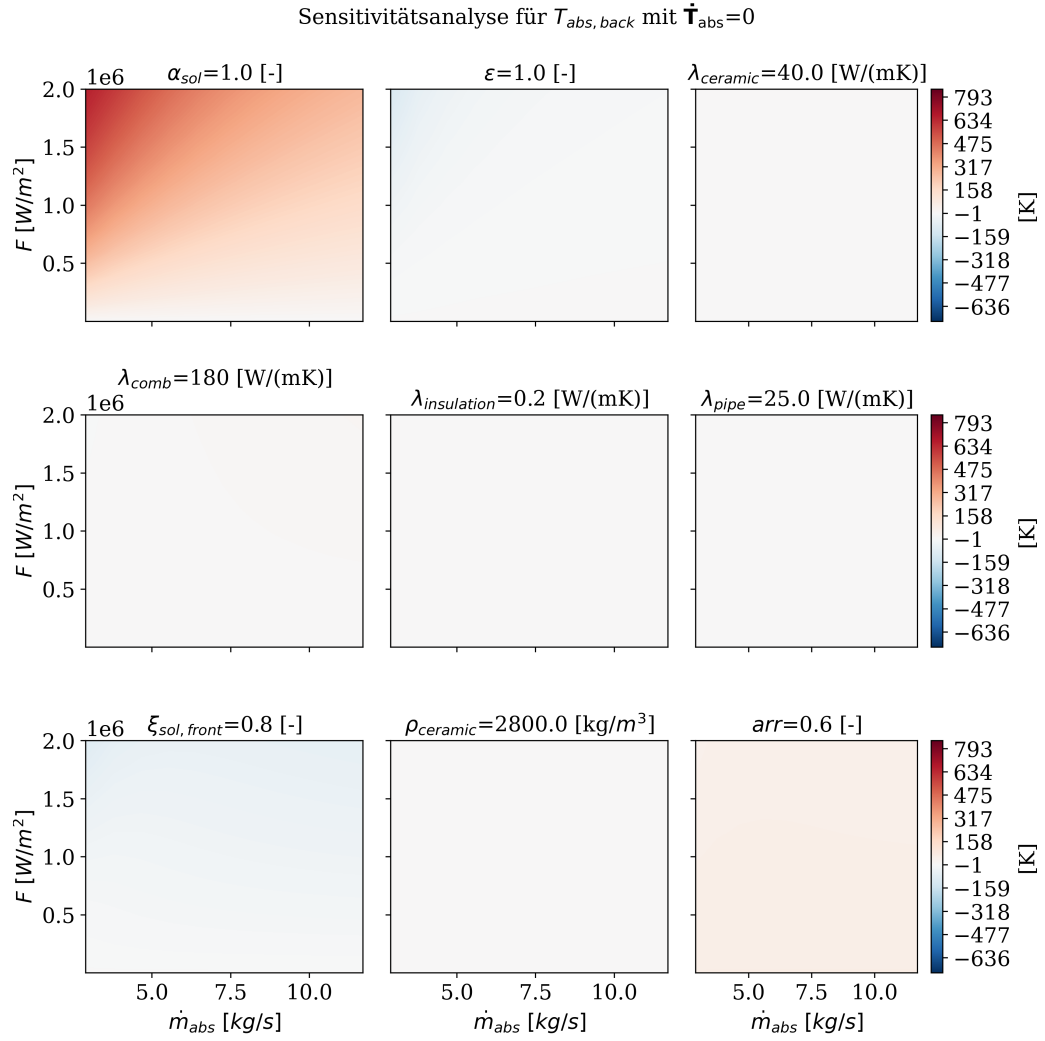 Sensitivitätsanalyse für T_abs,back mit Ṫ_abs=0
1e6 α_sol=1.0 [-]
ε=1.0 [-]
λ_ceramic=40.0 [W/(mK)]
F [W/m²]
2.0
1.5
1.0
0.5
793
634
475
317
158
−1
−159
−318
−477
−636
[K]
5.0 7.5 10.0
λ_comb=180 [W/(mK)]
1e6
λ_insulation=0.2 [W/(mK)]
λ_pipe=25.0 [W/(mK)]
F [W/m²]
2.0
1.5
1.0
0.5
793
634
475
317
158
−1
−159
−318
−477
−636
[K]
1e6 ξ_sol,front=0.8 [-]
ρ_ceramic=2800.0 [kg/m³]
arr=0.6 [-]
F [W/m²]
2.0
1.5
1.0
0.5
793
634
475
317
158
−1
−159
−318
−477
−636
[K]
5.0 7.5 10.0
5.0 7.5 10.0
5.0 7.5 10.0
ṁ_abs [kg/s]
ṁ_abs [kg/s]
ṁ_abs [kg/s]